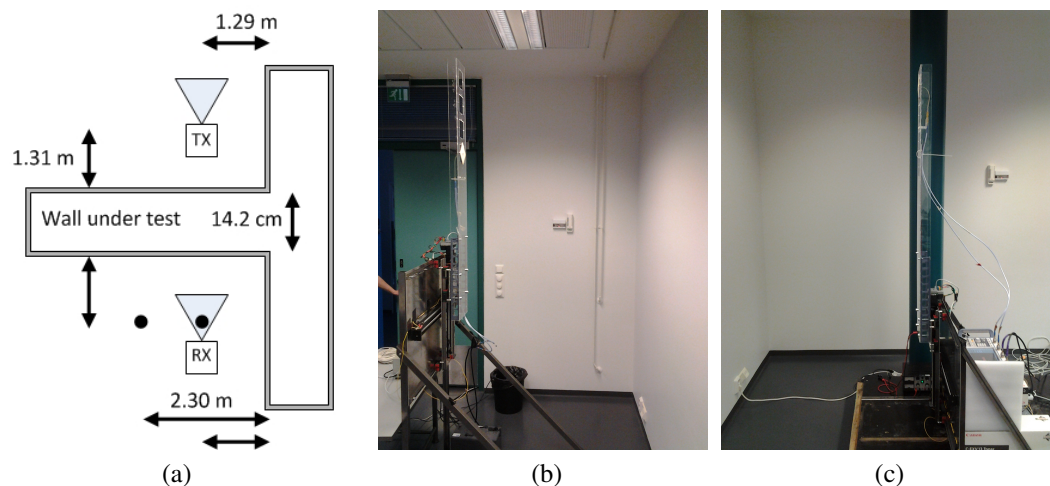 1.29 m
TX
1.31 m
Wall under test
14.2 cm
RX
2.30 m
(a)
(b)
(c)